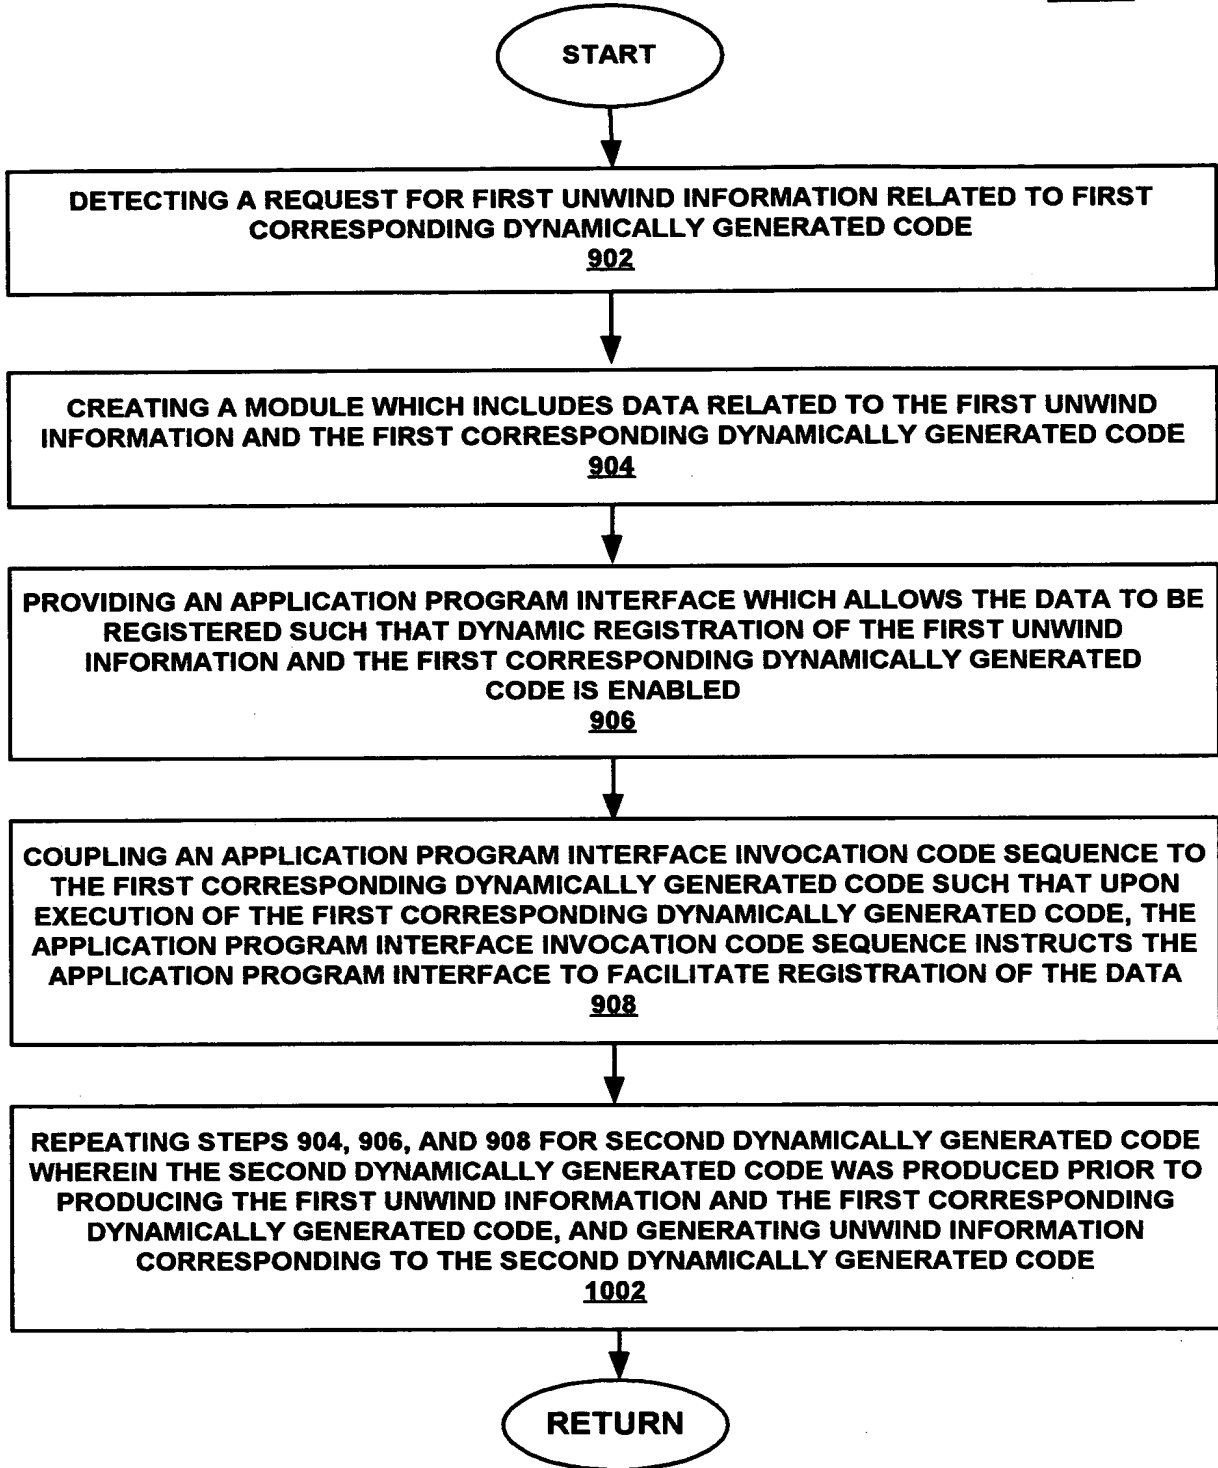 START
DETECTING A REQUEST FOR FIRST UNWIND INFORMATION RELATED TO FIRST
CORRESPONDING DYNAMICALLY GENERATED CODE
902
CREATING A MODULE WHICH INCLUDES DATA RELATED TO THE FIRST UNWIND
INFORMATION AND THE FIRST CORRESPONDING DYNAMICALLY GENERATED CODE
904
PROVIDING AN APPLICATION PROGRAM INTERFACE WHICH ALLOWS THE DATA TO BE
REGISTERED SUCH THAT DYNAMIC REGISTRATION OF THE FIRST UNWIND
INFORMATION AND THE FIRST CORRESPONDING DYNAMICALLY GENERATED
CODE IS ENABLED
906
COUPLING AN APPLICATION PROGRAM INTERFACE INVOCATION CODE SEQUENCE TO
THE FIRST CORRESPONDING DYNAMICALLY GENERATED CODE SUCH THAT UPON
EXECUTION OF THE FIRST CORRESPONDING DYNAMICALLY GENERATED CODE, THE
APPLICATION PROGRAM INTERFACE INVOCATION CODE SEQUENCE INSTRUCTS THE
APPLICATION PROGRAM INTERFACE TO FACILITATE REGISTRATION OF THE DATA
908
REPEATING STEPS 904, 906, AND 908 FOR SECOND DYNAMICALLY GENERATED CODE
WHEREIN THE SECOND DYNAMICALLY GENERATED CODE WAS PRODUCED PRIOR TO
PRODUCING THE FIRST UNWIND INFORMATION AND THE FIRST CORRESPONDING
DYNAMICALLY GENERATED CODE, AND GENERATING UNWIND INFORMATION
CORRESPONDING TO THE SECOND DYNAMICALLY GENERATED CODE
1002
RETURN